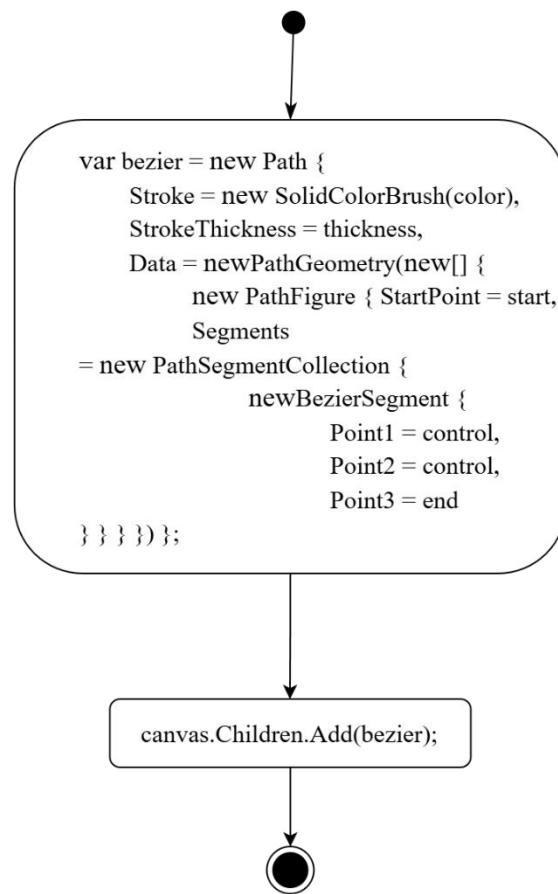 var bezier = new Path {
Stroke = new SolidColorBrush(color),
StrokeThickness = thickness,
Data = newPathGeometry(new[] {
new PathFigure { StartPoint = start,
Segments
= new PathSegmentCollection {
newBezierSegment {
Point1 = control,
Point2 = control,
Point3 = end
} } } }) };
canvas.Children.Add(bezier);